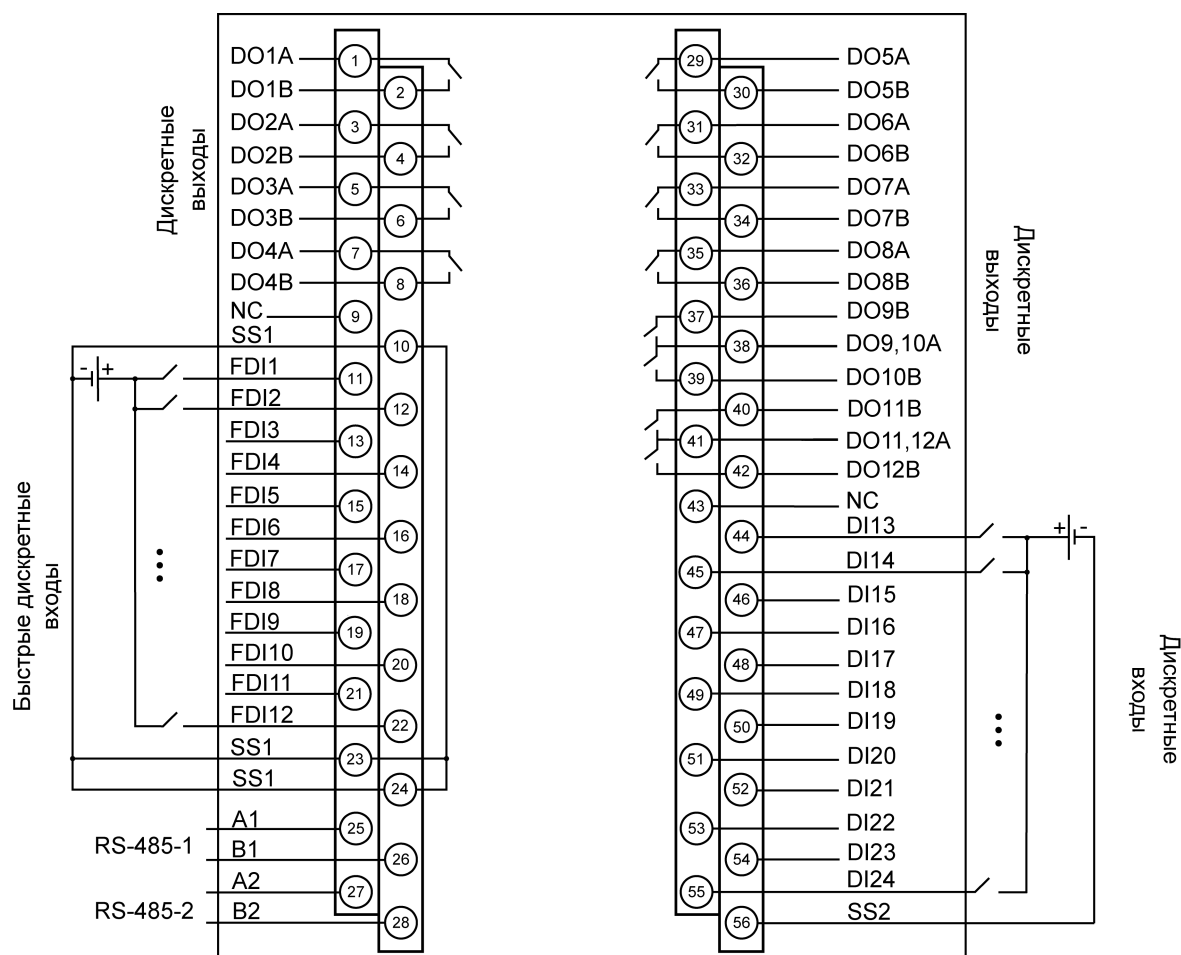 Дискретные
выходы
DO1A 1
DO1B 2
DO2A 3
DO2B 4
DO3A 5
DO3B 6
DO4A 7
DO4B 8
NC 9
SS1 10
- +
FDI1 11
FDI2 12
FDI3 13
FDI4 14
FDI5 15
FDI6 16
FDI7 17
FDI8 18
FDI9 19
FDI10 20
FDI11 21
FDI12 22
SS1 23
SS1 24
Быстрые дискретные
входы
RS-485-1
A1 25
B1 26
RS-485-2
A2 27
B2 28
29 DO5A
30 DO5B
31 DO6A
32 DO6B
33 DO7A
34 DO7B
35 DO8A
36 DO8B
37 DO9B
38 DO9,10A
39 DO10B
40 DO11B
41 DO11,12A
42 DO12B
43 NC
Дискретные
выходы
44 DI13
+ -
45 DI14
46 DI15
47 DI16
48 DI17
49 DI18
50 DI19
51 DI20
52 DI21
53 DI22
54 DI23
55 DI24
56 SS2
Дискретные
входы